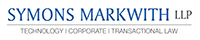 SYMONS MARKWITH LLP
TECHNOLOGY | CORPORATE | TRANSACTIONAL LAW